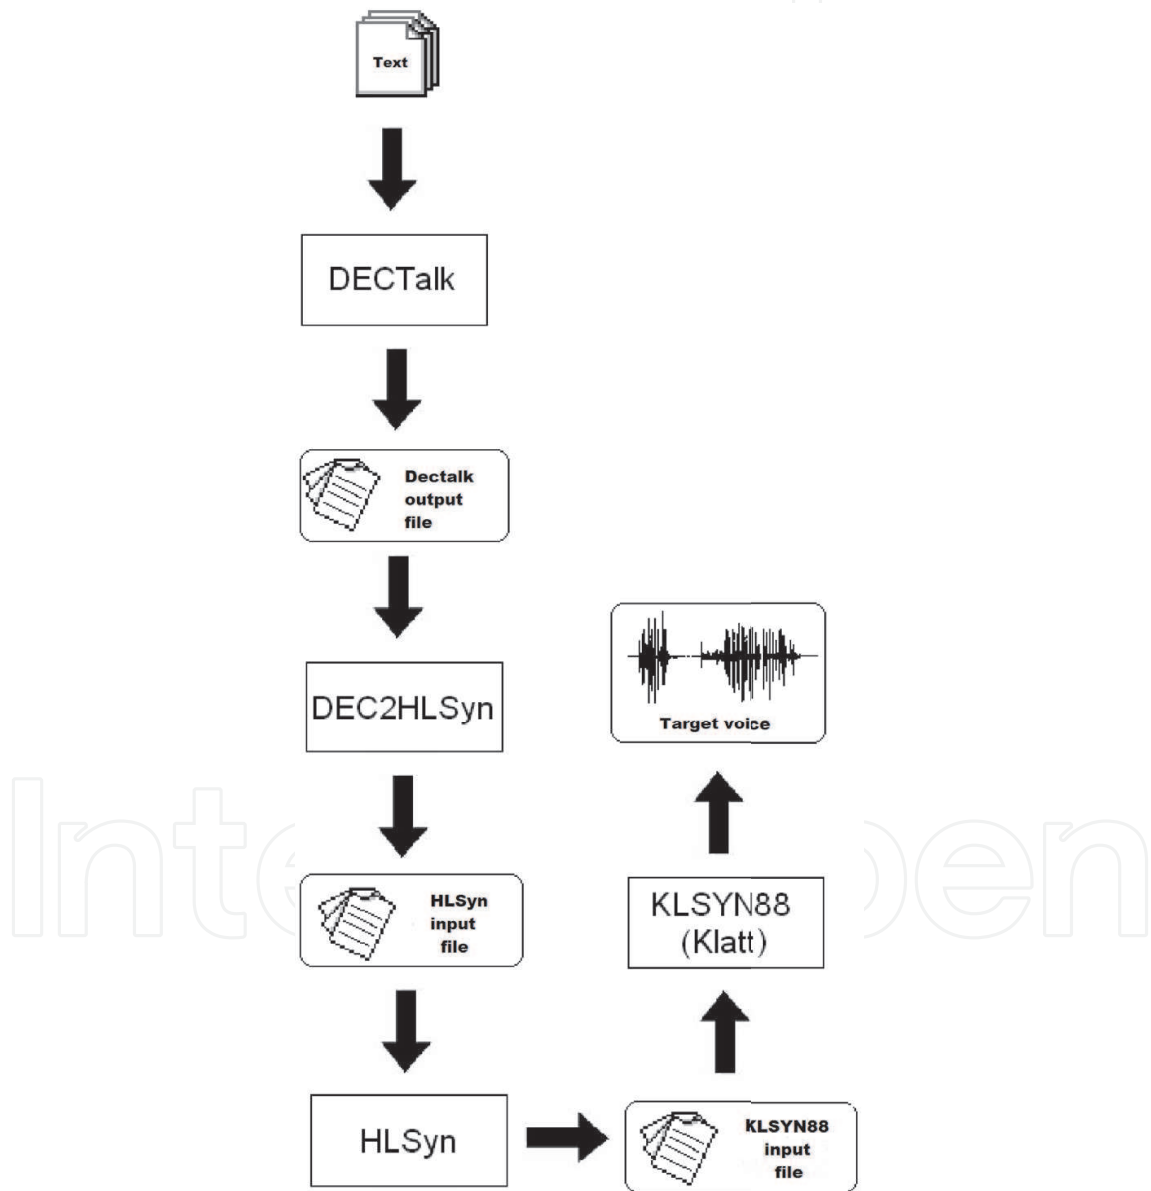 Text
DECTalk
Dectalk
output
file
DEC2HLSyn
HLSyn
input
file
HLSyn
KLSYN88
input
file
KLSYN88
(Klatt)
Target voice